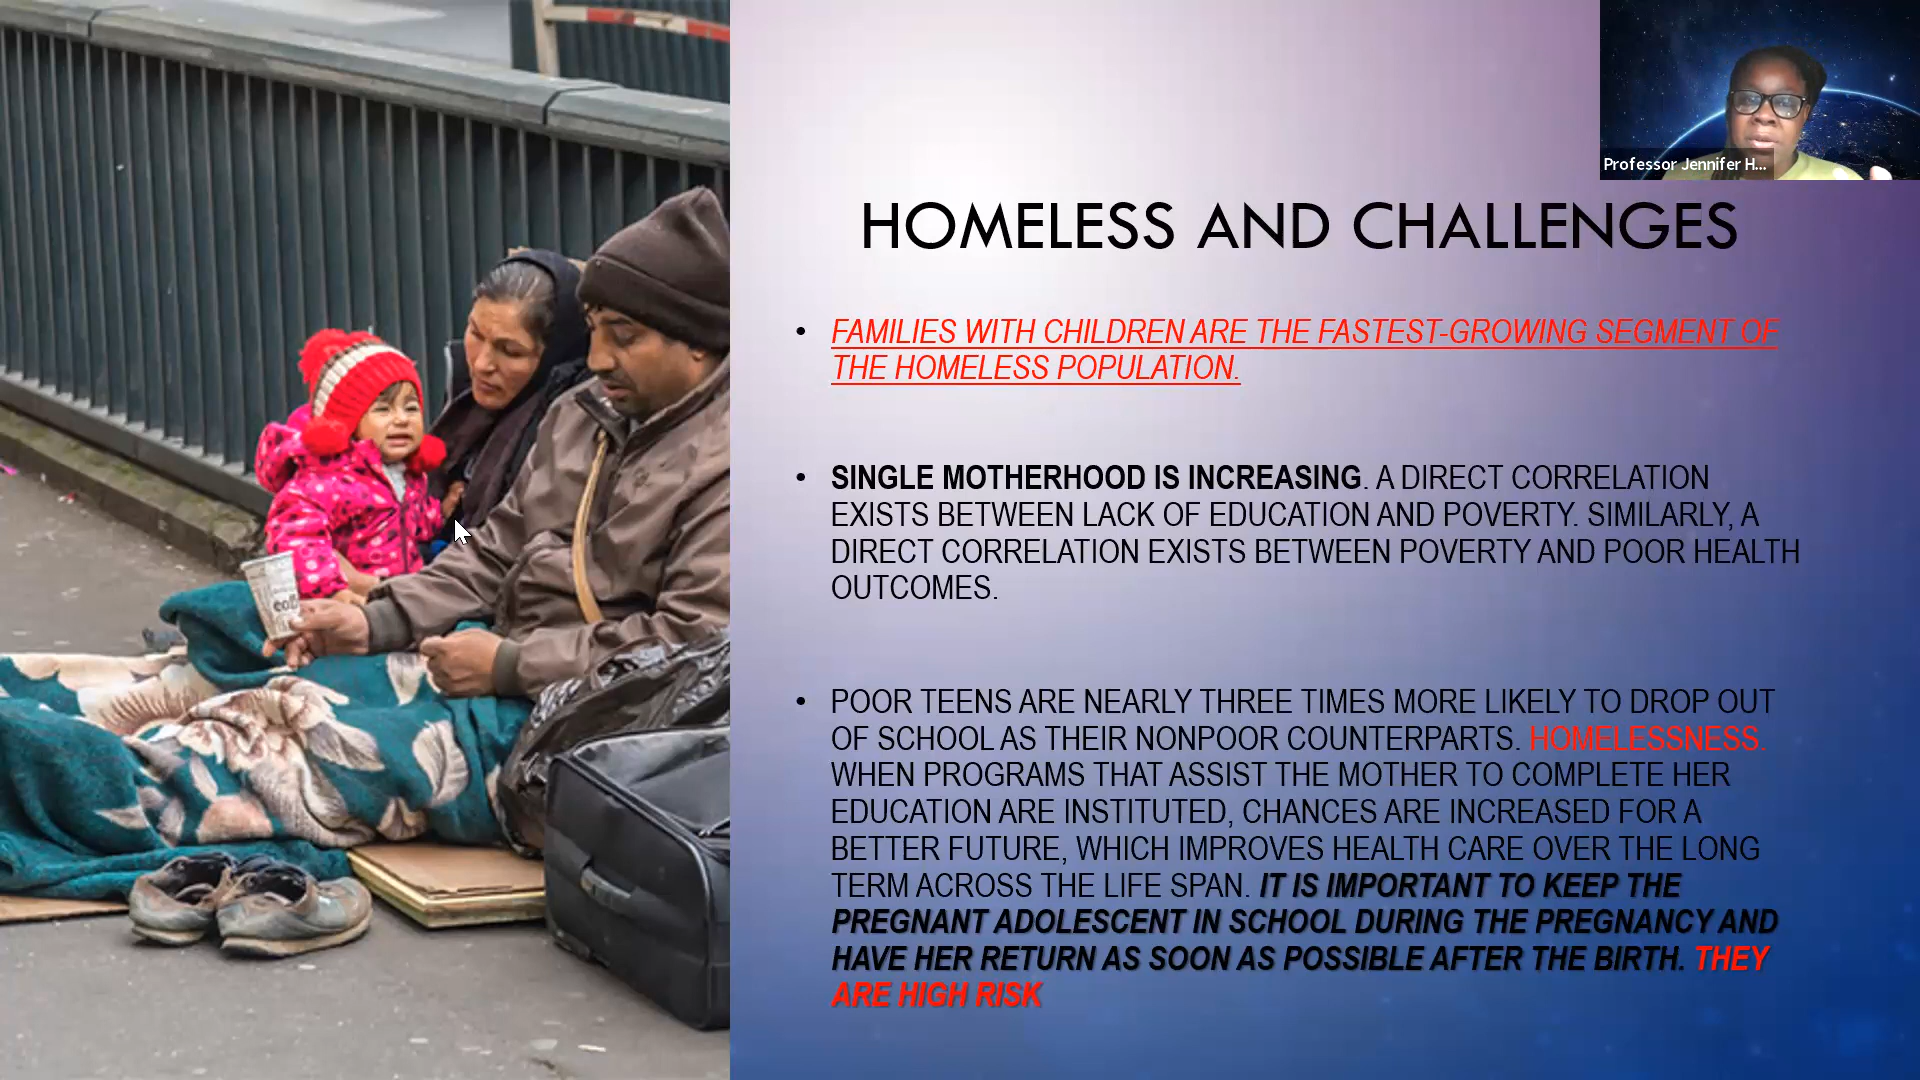 Professor Jennifer H...
HOMELESS AND CHALLENGES
• FAMILIES WITH CHILDREN ARE THE FASTEST-GROWING SEGMENT OF
THE HOMELESS POPULATION.
• SINGLE MOTHERHOOD IS INCREASING. A DIRECT CORRELATION
EXISTS BETWEEN LACK OF EDUCATION AND POVERTY. SIMILARLY, A
DIRECT CORRELATION EXISTS BETWEEN POVERTY AND POOR HEALTH
OUTCOMES.
• POOR TEENS ARE NEARLY THREE TIMES MORE LIKELY TO DROP OUT
OF SCHOOL AS THEIR NONPOOR COUNTERPARTS. HOMELESSNESS.
WHEN PROGRAMS THAT ASSIST THE MOTHER TO COMPLETE HER
EDUCATION ARE INSTITUTED, CHANCES ARE INCREASED FOR A
BETTER FUTURE, WHICH IMPROVES HEALTH CARE OVER THE LONG
TERM ACROSS THE LIFE SPAN. IT IS IMPORTANT TO KEEP THE
PREGNANT ADOLESCENT IN SCHOOL DURING THE PREGNANCY AND
HAVE HER RETURN AS SOON AS POSSIBLE AFTER THE BIRTH. THEY
ARE HIGH RISK